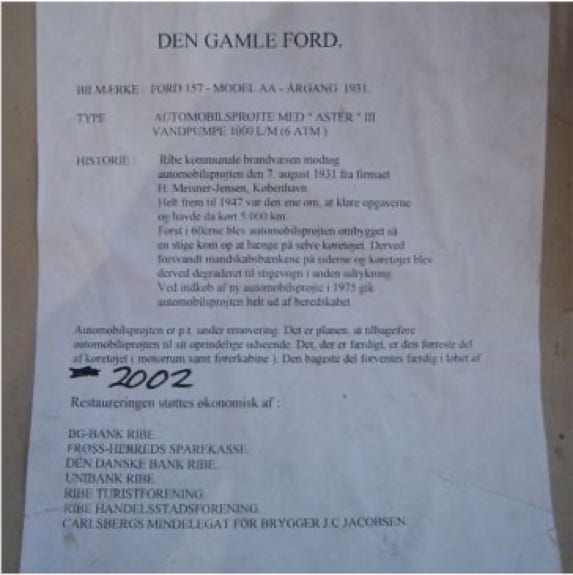 DEN GAMLE FORD.
BILMÆRKE : FORD 157 - MODEL AA - ÅRGANG 1931.
TYPE AUTOMOBILSPRØJTE MED " ASTER " III
VANDPUMPE 1000 L/M (6 ATM )
HISTORIE : Ribe kommunale brandvæsen modtog
automobilsprøjten den 7. august 1931 fra firmaet
H. Meisner-Jensen, København.
Helt frem til 1947 var den ene om, at klare opgaverne
og havde da kørt 5.000 km.
Først i 60érne blev automobilsprøjten ombygget så
en stige kom op at hænge på selve køretøjet. Derved
forsvandt mandskabsbænkene på siderne og køretøjet blev
derved degraderet til stigevogn i anden udrykning.
Ved indkøb af ny automobilsprøjte i 1975 gik
automobilsprøjten helt ud af beredskabet.
Automobilsprøjten er p.t. under renovering. Det er planen, at tilbageføre
automobilsprøjten til sit oprindelige udseende. Det, der er færdigt, er den forreste del
af køretøjet ( motorrum samt førerkabine ). Den bageste del forventes færdig i løbet af
2002
Restaureringen støttes økonomisk af :
BG-BANK RIBE.
FRØSS-HERREDS SPAREKASSE.
DEN DANSKE BANK RIBE.
UNIBANK RIBE.
RIBE TURISTFORENING.
RIBE HANDELSSTADSFORENING.
CARLSBERGS MINDELEGAT FOR BRYGGER J.C JACOBSEN